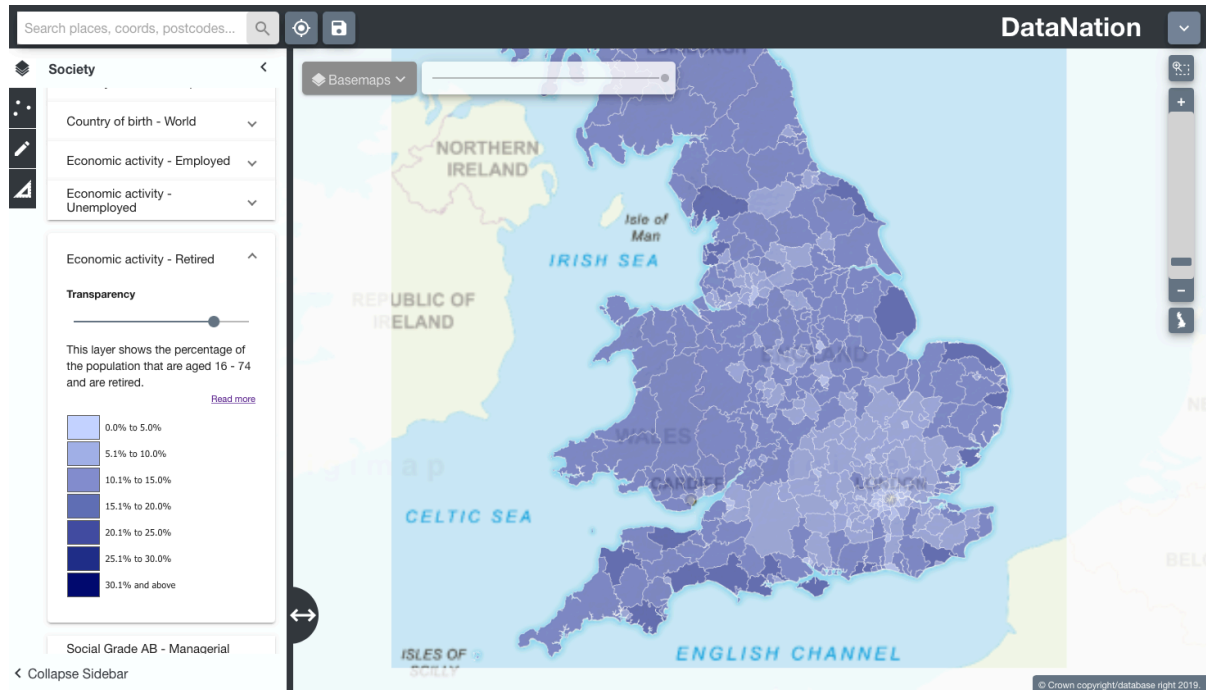 Search places, coords, postcodes...
DataNation
Society
Country of birth - World
Economic activity - Employed
Economic activity -
Unemployed
Economic activity - Retired
Transparency
This layer shows the percentage of
the population that are aged 16 - 74
and are retired.
Read more
0.0% to 5.0%
5.1% to 10.0%
10.1% to 15.0%
15.1% to 20.0%
20.1% to 25.0%
25.1% to 30.0%
30.1% and above
Social Grade AB - Managerial
Collapse Sidebar
Basemaps
EDINBURGH
NORTHERN
IRELAND
Isle of
Man
IRISH SEA
REPUBLIC OF
IRELAND
ENGLAND
WALES
CARDIFF
LONDON
CELTIC SEA
ISLES OF
SCILLY
ENGLISH CHANNEL
© Crown copyright/database right 2019.